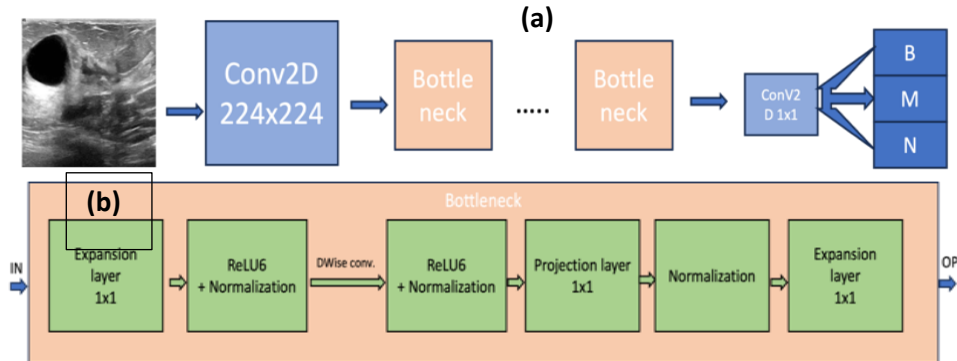 (a)
Conv2D
224x224
Bottle
neck
.....
Bottle
neck
ConV2
D 1x1
B
M
N
(b)
Bottleneck
IN
Expansion
layer
1x1
ReLU6
+ Normalization
DWise conv.
ReLU6
+ Normalization
Projection layer
1x1
Normalization
Expansion
layer
1x1
OP